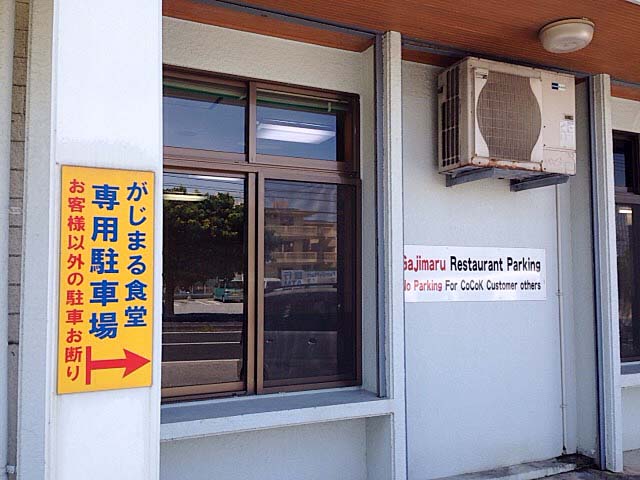 がじまる食堂
専用駐車場
お客様以外の駐車お断り
Gajimaru Restaurant Parking
No Parking For CoCoK Customer others